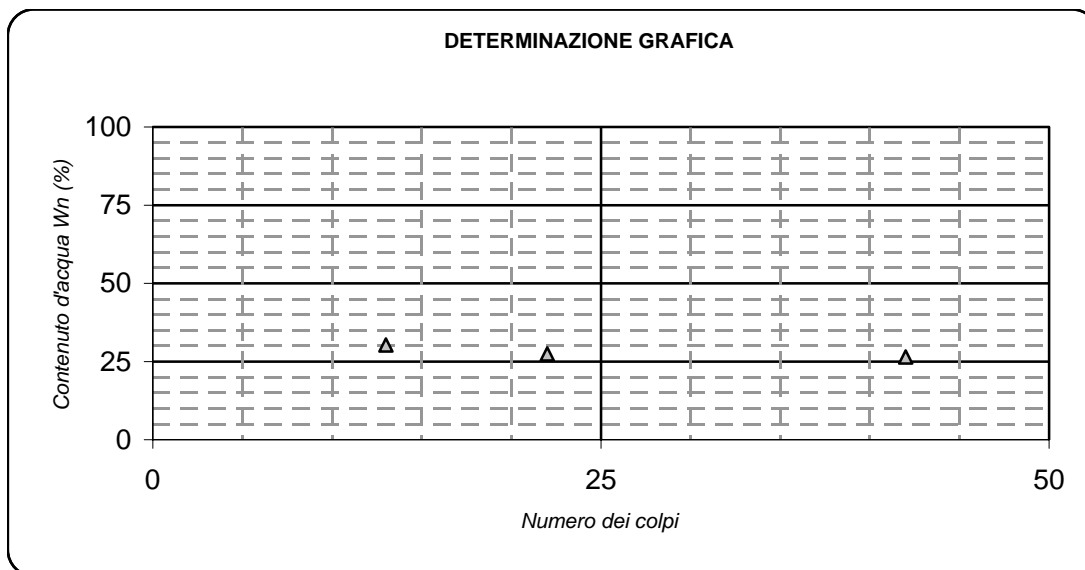 DETERMINAZIONE GRAFICA
Contenuto d'acqua Wn (%)
100
75
50
25
0
0 25 50
Numero dei colpi